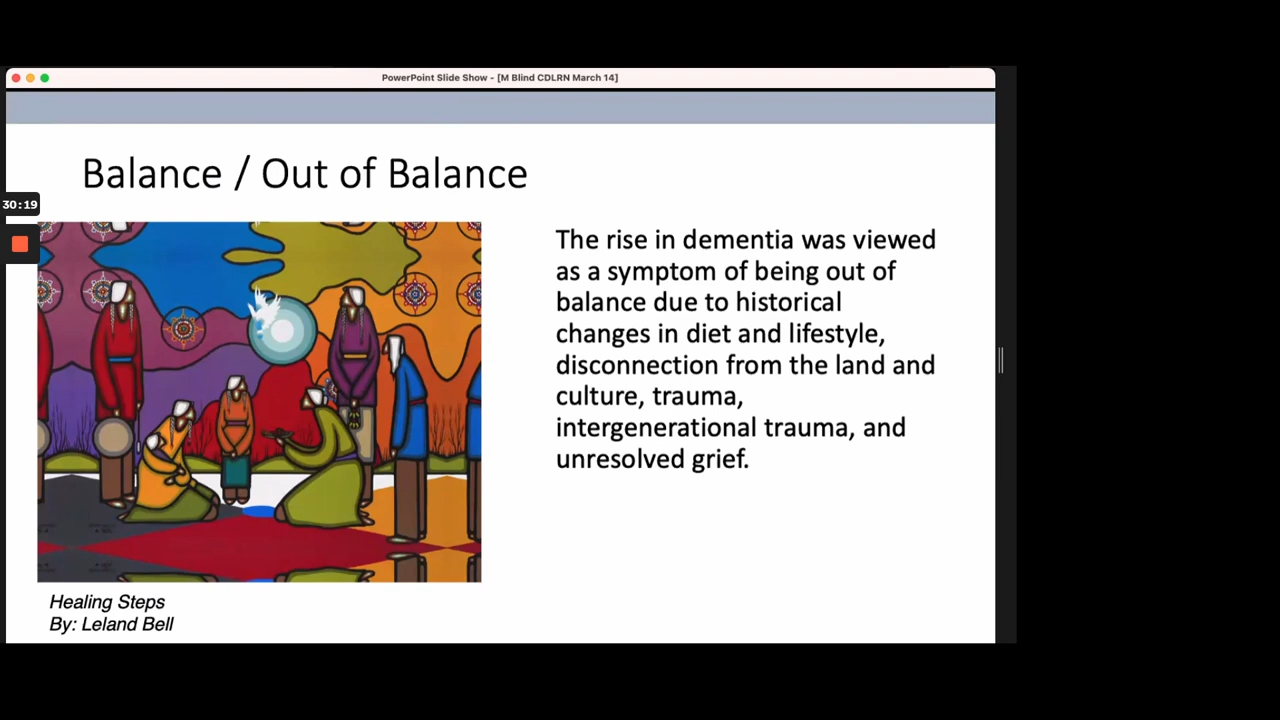 PowerPoint Slide Show - [M Blind CDLRN March 14]
Balance / Out of Balance
30:19
The rise in dementia was viewed
as a symptom of being out of
balance due to historical
changes in diet and lifestyle,
disconnection from the land and
culture, trauma,
intergenerational trauma, and
unresolved grief.
Healing Steps
By: Leland Bell